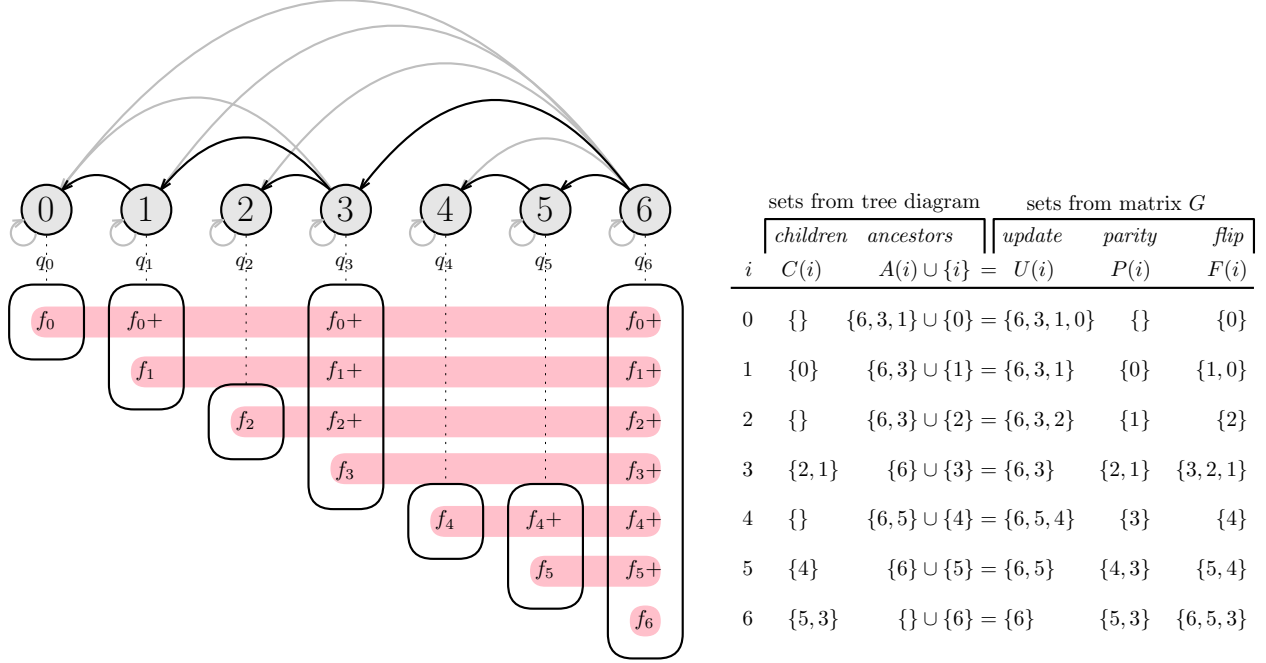 0 1 2 3 4 5 6
q₀ q₁ q₂ q₃ q₄ q₅ q₆
f₀ f₀+ f₀+ f₀+
f₁ f₁+ f₁+
f₂ f₂+ f₂+
f₃ f₃+
f₄ f₄+ f₄+
f₅ f₅+
f₆
sets from tree diagram sets from matrix G
children ancestors update parity flip
i C(i) A(i) ∪ {i} = U(i) P(i) F(i)
0 {} {6, 3, 1} ∪ {0} = {6, 3, 1, 0} {} {0}
1 {0} {6, 3} ∪ {1} = {6, 3, 1} {0} {1, 0}
2 {} {6, 3} ∪ {2} = {6, 3, 2} {1} {2}
3 {2, 1} {6} ∪ {3} = {6, 3} {2, 1} {3, 2, 1}
4 {} {6, 5} ∪ {4} = {6, 5, 4} {3} {4}
5 {4} {6} ∪ {5} = {6, 5} {4, 3} {5, 4}
6 {5, 3} {} ∪ {6} = {6} {5, 3} {6, 5, 3}